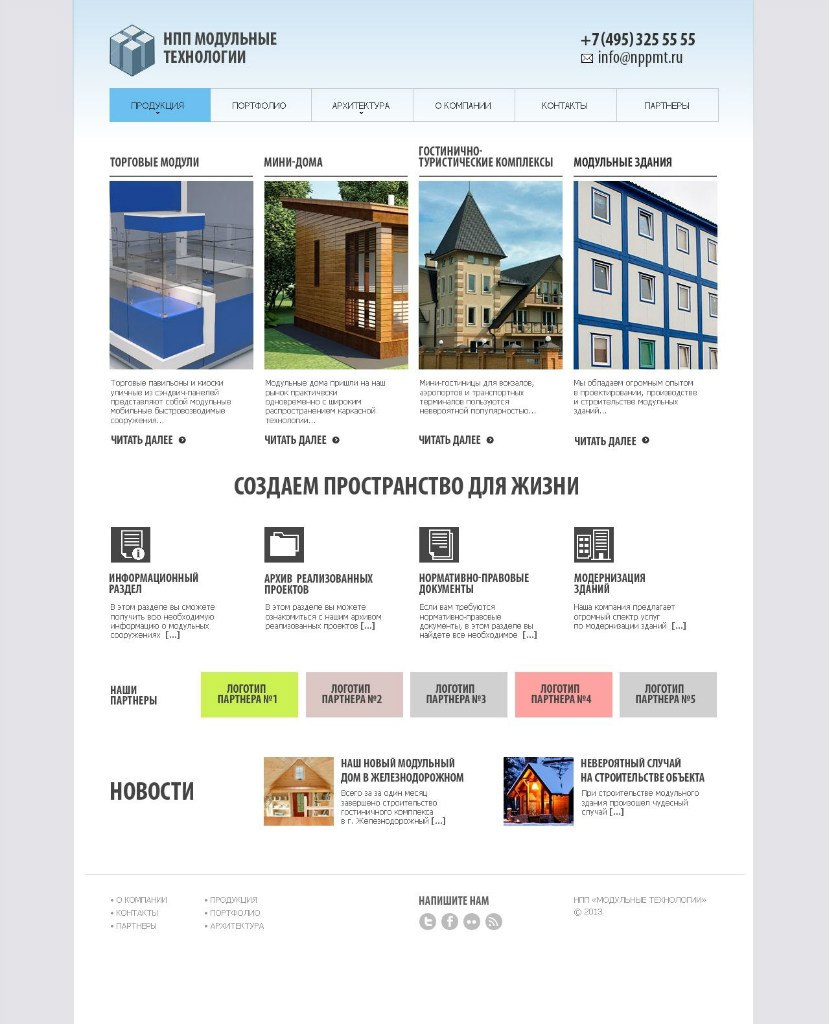 НПП МОДУЛЬНЫЕ
ТЕХНОЛОГИИ
+7 (495) 325 55 55
info@nppmt.ru
ПРОДУКЦИЯ
ПОРТФОЛИО
АРХИТЕКТУРА
О КОМПАНИИ
КОНТАКТЫ
ПАРТНЕРЫ
ТОРГОВЫЕ МОДУЛИ
МИНИ-ДОМА
ГОСТИНИЧНО-
ТУРИСТИЧЕСКИЕ КОМПЛЕКСЫ
МОДУЛЬНЫЕ ЗДАНИЯ
Торговые павильоны и киоски
уличные из сэндвич-панелей
представляют собой модульные
мобильные быстровозводимые
сооружения...
ЧИТАТЬ ДАЛЕЕ
Модульные дома пришли на наш
рынок практически
одновременно с широким
распространением каркасной
технологии...
ЧИТАТЬ ДАЛЕЕ
Мини-гостиницы для вокзалов,
аэропортов и транспортных
терминалов пользуются
невероятной популярностью...
ЧИТАТЬ ДАЛЕЕ
Мы обладаем огромным опытом
в проектировании, производстве
и строительстве модульных
зданий...
ЧИТАТЬ ДАЛЕЕ
СОЗДАЕМ ПРОСТРАНСТВО ДЛЯ ЖИЗНИ
ИНФОРМАЦИОННЫЙ
РАЗДЕЛ
В этом разделе вы сможете
получить всю необходимую
информацию о модульных
сооружениях [...]
АРХИВ РЕАЛИЗОВАННЫХ
ПРОЕКТОВ
В этом разделе вы можете
ознакомиться с нашим архивом
реализованных проектов [...]
НОРМАТИВНО-ПРАВОВЫЕ
ДОКУМЕНТЫ
Если вам требуются
нормативно-правовые
документы, в этом разделе вы
найдете все необходимое [...]
МОДЕРНИЗАЦИЯ
ЗДАНИЙ
Наша компания предлагает
огромный спектр услуг
по модернизации зданий [...]
НАШИ
ПАРТНЕРЫ
ЛОГОТИП
ПАРТНЕРА №1
ЛОГОТИП
ПАРТНЕРА №2
ЛОГОТИП
ПАРТНЕРА №3
ЛОГОТИП
ПАРТНЕРА №4
ЛОГОТИП
ПАРТНЕРА №5
НОВОСТИ
НАШ НОВЫЙ МОДУЛЬНЫЙ
ДОМ В ЖЕЛЕЗНОДОРОЖНОМ
Всего за за один месяц
завершено строительство
гостиничного комплекса
в г. Железнодорожный [...]
НЕВЕРОЯТНЫЙ СЛУЧАЙ
НА СТРОИТЕЛЬСТВЕ ОБЪЕКТА
При строительстве модульного
здания произошел чудесный
случай [...]
• О КОМПАНИИ
• КОНТАКТЫ
• ПАРТНЕРЫ
• ПРОДУКЦИЯ
• ПОРТФОЛИО
• АРХИТЕКТУРА
НАПИШИТЕ НАМ
НПП «МОДУЛЬНЫЕ ТЕХНОЛОГИИ»
© 2013